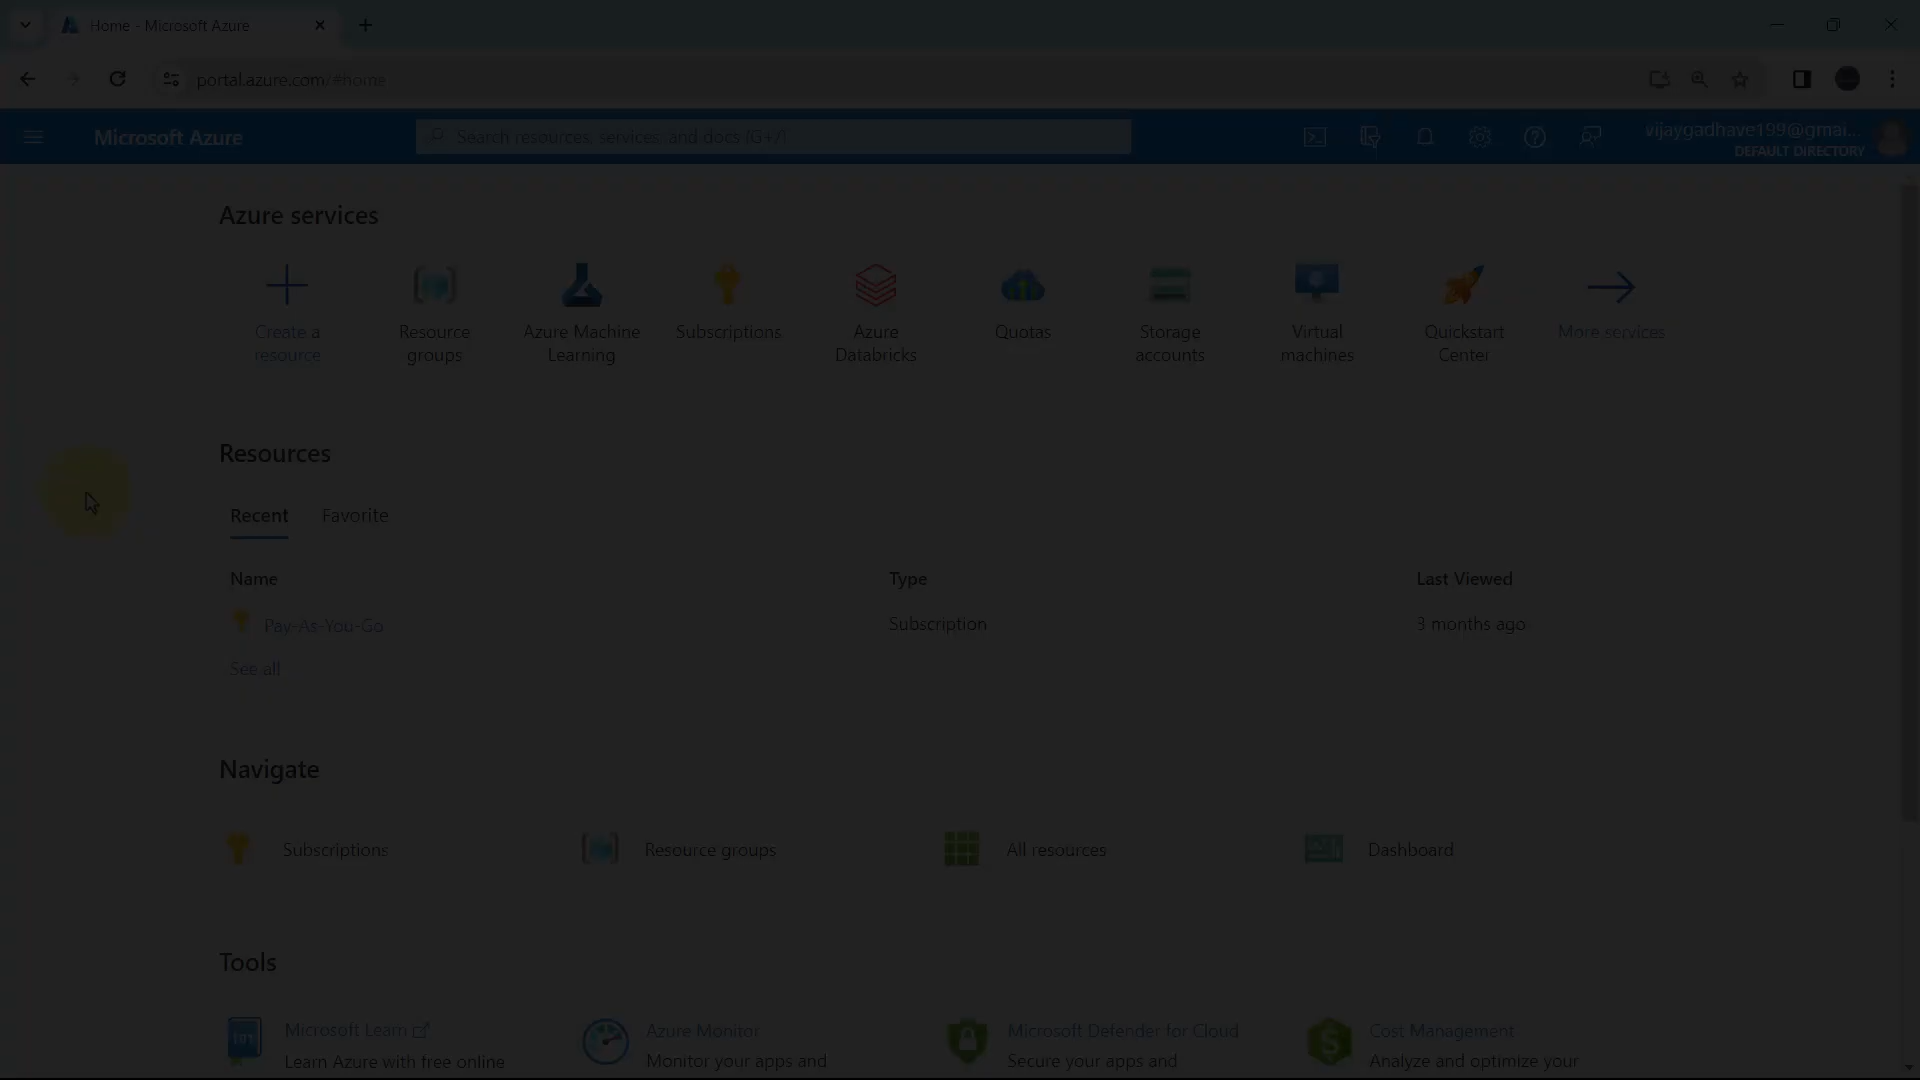 Home - Microsoft Azure
portal.azure.com/#home
Microsoft Azure
Search resources, services, and docs (G+/)
vijaygadhave199@gmai...
DEFAULT DIRECTORY
Azure services
Create a
resource
Resource
groups
Azure Machine
Learning
Subscriptions
Azure
Databricks
Quotas
Storage
accounts
Virtual
machines
Quickstart
Center
More services
Resources
Recent
Favorite
Name
Type
Last Viewed
Pay-As-You-Go
Subscription
3 months ago
See all
Navigate
Subscriptions
Resource groups
All resources
Dashboard
Tools
Microsoft Learn
Learn Azure with free online
Azure Monitor
Monitor your apps and
Microsoft Defender for Cloud
Secure your apps and
Cost Management
Analyze and optimize your